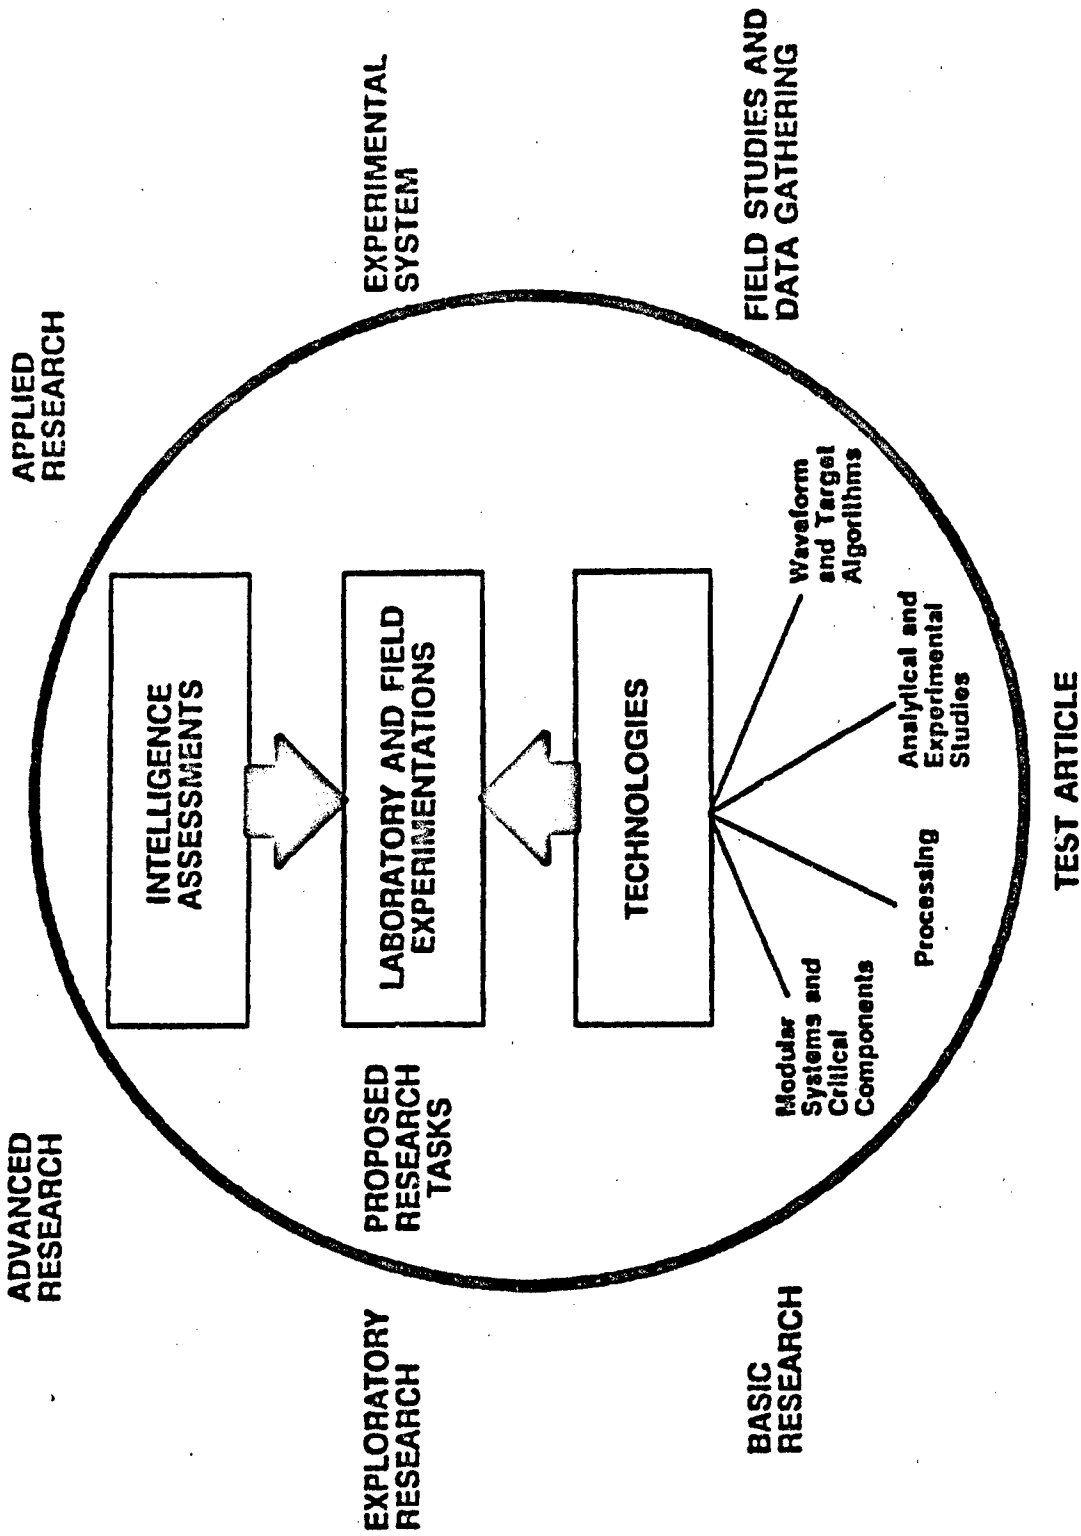 ADVANCED
RESEARCH
APPLIED
RESEARCH
INTELLIGENCE
ASSESSMENTS
EXPLORATORY
RESEARCH
PROPOSED
RESEARCH
TASKS
LABORATORY AND FIELD
EXPERIMENTATIONS
EXPERIMENTAL
SYSTEM
TECHNOLOGIES
BASIC
RESEARCH
Modular
Systems and
Critical
Components
Processing
Analytical and
Experimental
Studies
Waveform
and Target
Algorithms
FIELD STUDIES AND
DATA GATHERING
TEST ARTICLE